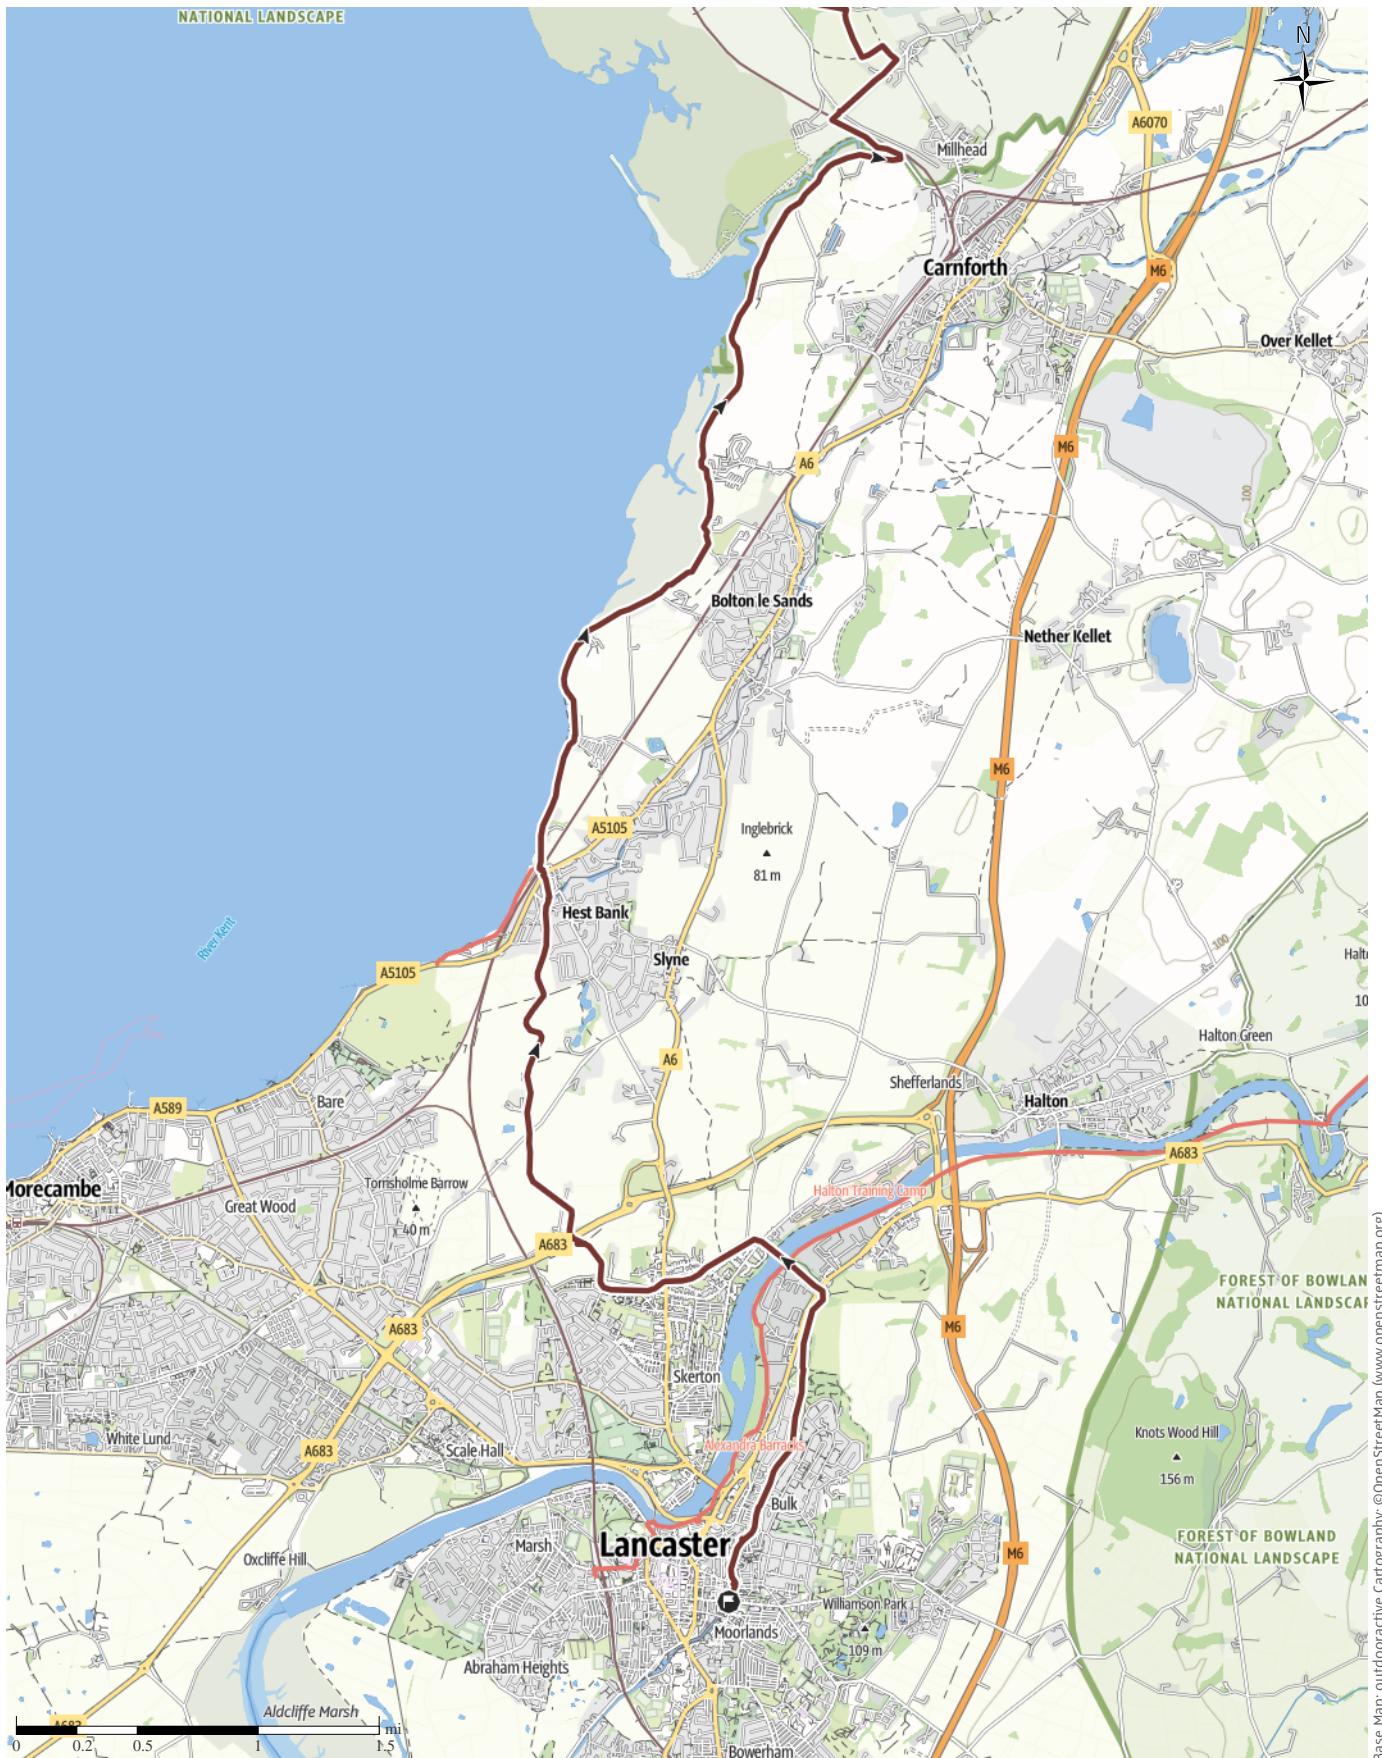 NATIONAL LANDSCAPE
N
A6070
Millhead
Carnforth
M6
Over Kellet
M6
A6
100
Bolton le Sands
Nether Kellet
M6
Inglebrick
81 m
A5105
Hest Bank
River Kent
Slyne
100
A5105
Halt
10
Halton Green
A6
Shefferlands
Halton
Bare
A589
A683
Morecambe
Torrisholme Barrow
40 m
Great Wood
Halton Training Camp
A683
FOREST OF BOWLAN
NATIONAL LANDSCAP
A683
M6
Skerton
Knots Wood Hill
156 m
White Lund
A683
Scale Hall
Alexandra Barracks
Bulk
Lancaster
Marsh
Oxcliffe Hill
M6
FOREST OF BOWLAND
NATIONAL LANDSCAPE
Williamson Park
109 m
Moorlands
Abraham Heights
Aldcliffe Marsh
A683
mi
0 0.2 0.5 1 1.5
Bowerham
Base Map: outdooractive Cartography; ©OpenStreetMap (www.openstreetmap.org)